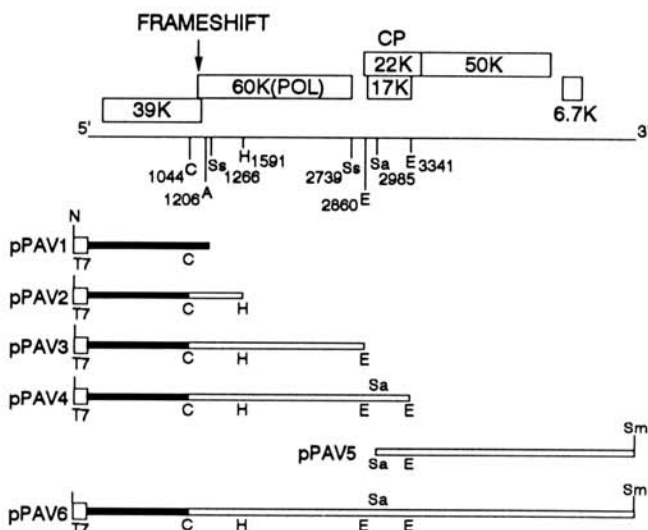 FRAMESHIFT
CP
22K 50K
60K(POL) 17K
39K 6.7K
5' 3'
C Ss H 1591 Ss Sa E 3341
1044 1266 2739 2985
1206 A 2860 E
N
pPAV1 T7 C
pPAV2 T7 C H
pPAV3 T7 C H E
Sa
pPAV4 T7 C H E E
Sm
pPAV5 Sa E
Sa Sm
pPAV6 T7 C H E E